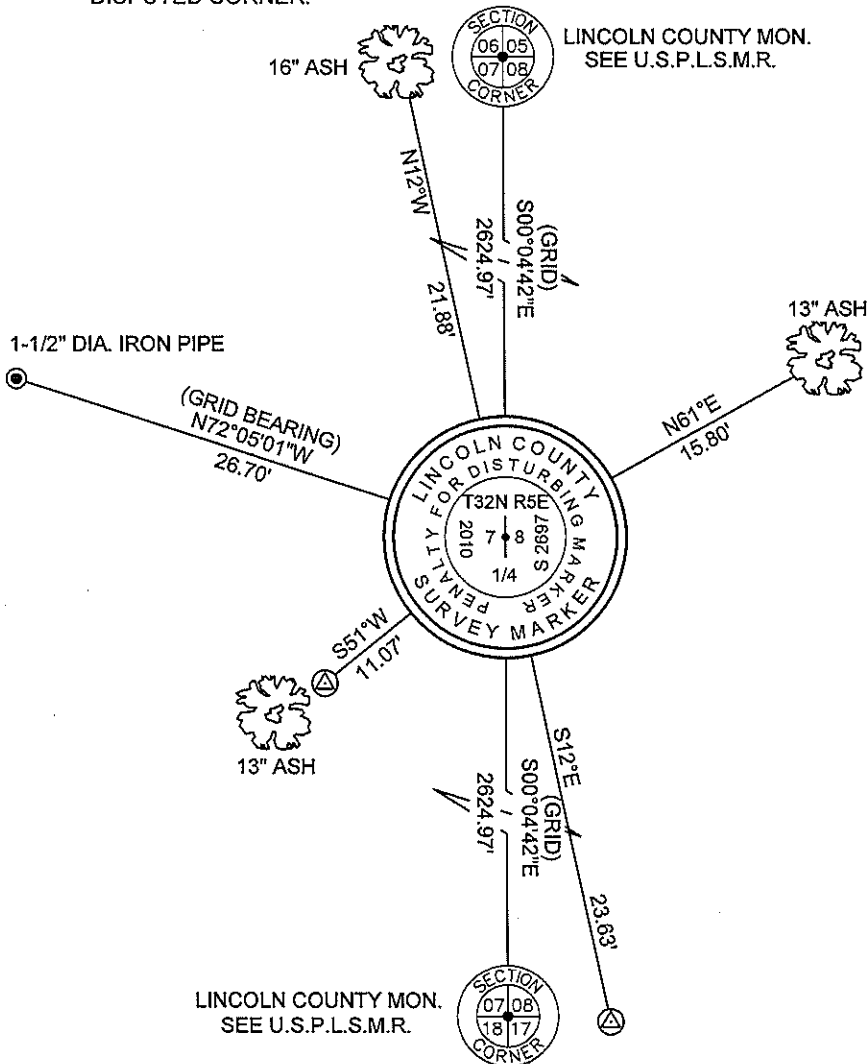 DISPUTED CORNER.
SECTION
06 05
07 08
CORNER
LINCOLN COUNTY MON.
SEE U.S.P.L.S.M.R.
16" ASH
N12°W
21.88'
(GRID)
S00°04'42"E
2624.97'
13" ASH
N61°E
15.80'
1-1/2" DIA. IRON PIPE
(GRID BEARING)
N72°05'01"W
26.70'
LINCOLN COUNTY
PENALTY FOR DISTURBING MARKER
T32N R5E
2010
7 8
S 2697
1/4
SURVEY MARKER
S51°W
11.07'
13" ASH
(GRID)
S00°04'42"E
2624.97'
S12°E
23.63'
LINCOLN COUNTY MON.
SEE U.S.P.L.S.M.R.
SECTION
07 08
18 17
CORNER